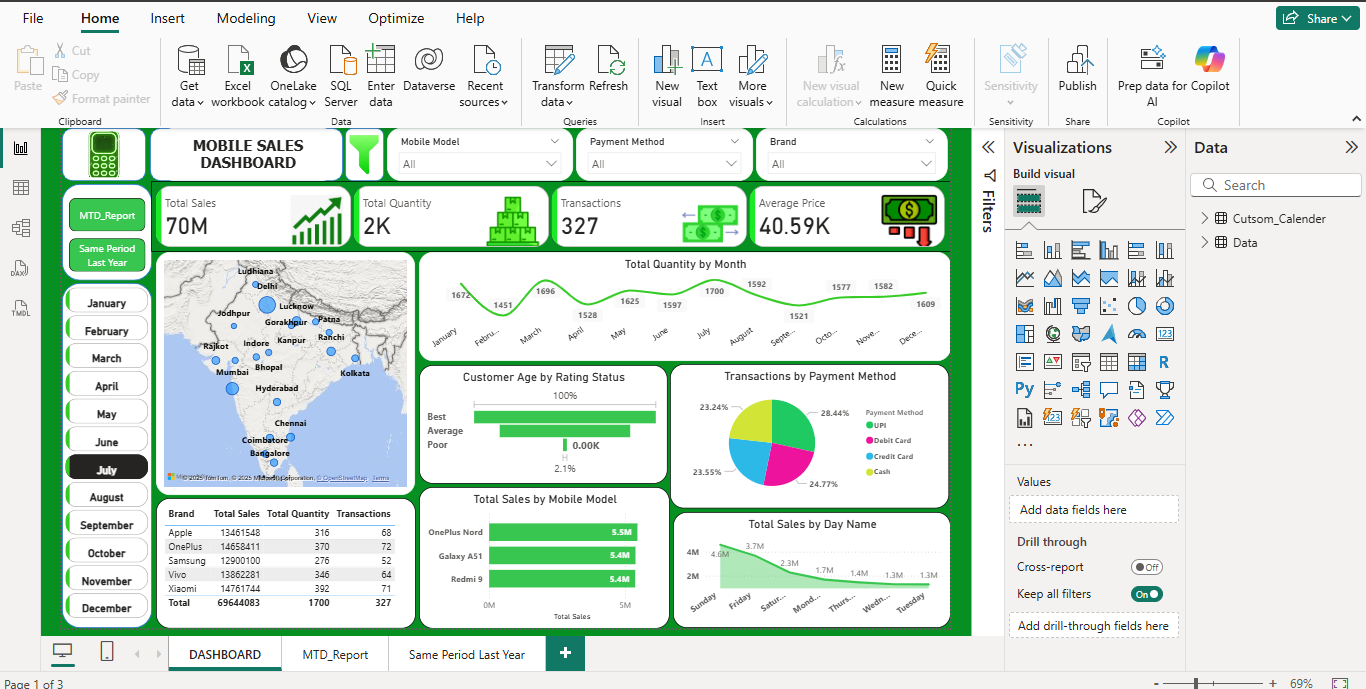 File Home Insert Modeling View Optimize Help Share
Paste
Cut
Copy
Format painter
Clipboard
Get data
Excel workbook
OneLake catalog
SQL Server
Enter data
Dataverse
Recent sources
Data
Transform data
Refresh
Queries
New visual
Text box
More visuals
Insert
New visual calculation
New measure
Quick measure
Calculations
Sensitivity
Sensitivity
Publish
Share
Prep data for AI
Copilot
Copilot
MOBILE SALES
DASHBOARD
Mobile Model
All
Payment Method
All
Brand
All
MTD_Report
Same Period
Last Year
January
February
March
April
May
June
July
August
September
October
November
December
Total Sales
70M
Total Quantity
2K
Transactions
327
Average Price
40.59K
Ludhiana
Delhi
Lucknow
Jodhpur
Gorakhpur
Patna
Kanpur
Ranchi
Rajkot
Indore
Bhopal
Mumbai
Kolkata
Hyderabad
Chennai
Coimbatore
Bangalore
© 2025 TomTom, © 2025 Microsoft Corporation, © OpenStreetMap Terms
Total Quantity by Month
1672
1451
1696
1528
1625
1597
1700
1592
1521
1577
1582
1609
January
Febru...
March
April
May
June
July
August
Septe...
Octo...
Nove...
Dece...
Customer Age by Rating Status
100%
Best
Average
Poor
0.00K
2.1%
Transactions by Payment Method
23.24%
28.44%
23.55%
24.77%
Payment Method
UPI
Debit Card
Credit Card
Cash
Brand Total Sales Total Quantity Transactions
Apple 13461548 316 68
OnePlus 14658411 370 72
Samsung 12900100 276 52
Vivo 13862281 346 64
Xiaomi 14761744 392 71
Total 69644083 1700 327
Total Sales by Mobile Model
OnePlus Nord 5.5M
Galaxy A51 5.4M
Redmi 9 5.4M
0M 5M
Total Sales
Total Sales by Day Name
4M
2M
4.6M
3.7M
2.3M
1.7M
1.4M
1.3M
1.3M
Sunday
Friday
Satur...
Mond...
Thurs...
Wedn...
Tuesday
Filters
Visualizations
Build visual
123
R
Py
123
...
Values
Add data fields here
Drill through
Cross-report Off
Keep all filters On
Add drill-through fields here
Data
Search
Cutsom_Calender
Data
DAX
TMDL
DASHBOARD MTD_Report Same Period Last Year +
Page 1 of 3
- + 69%